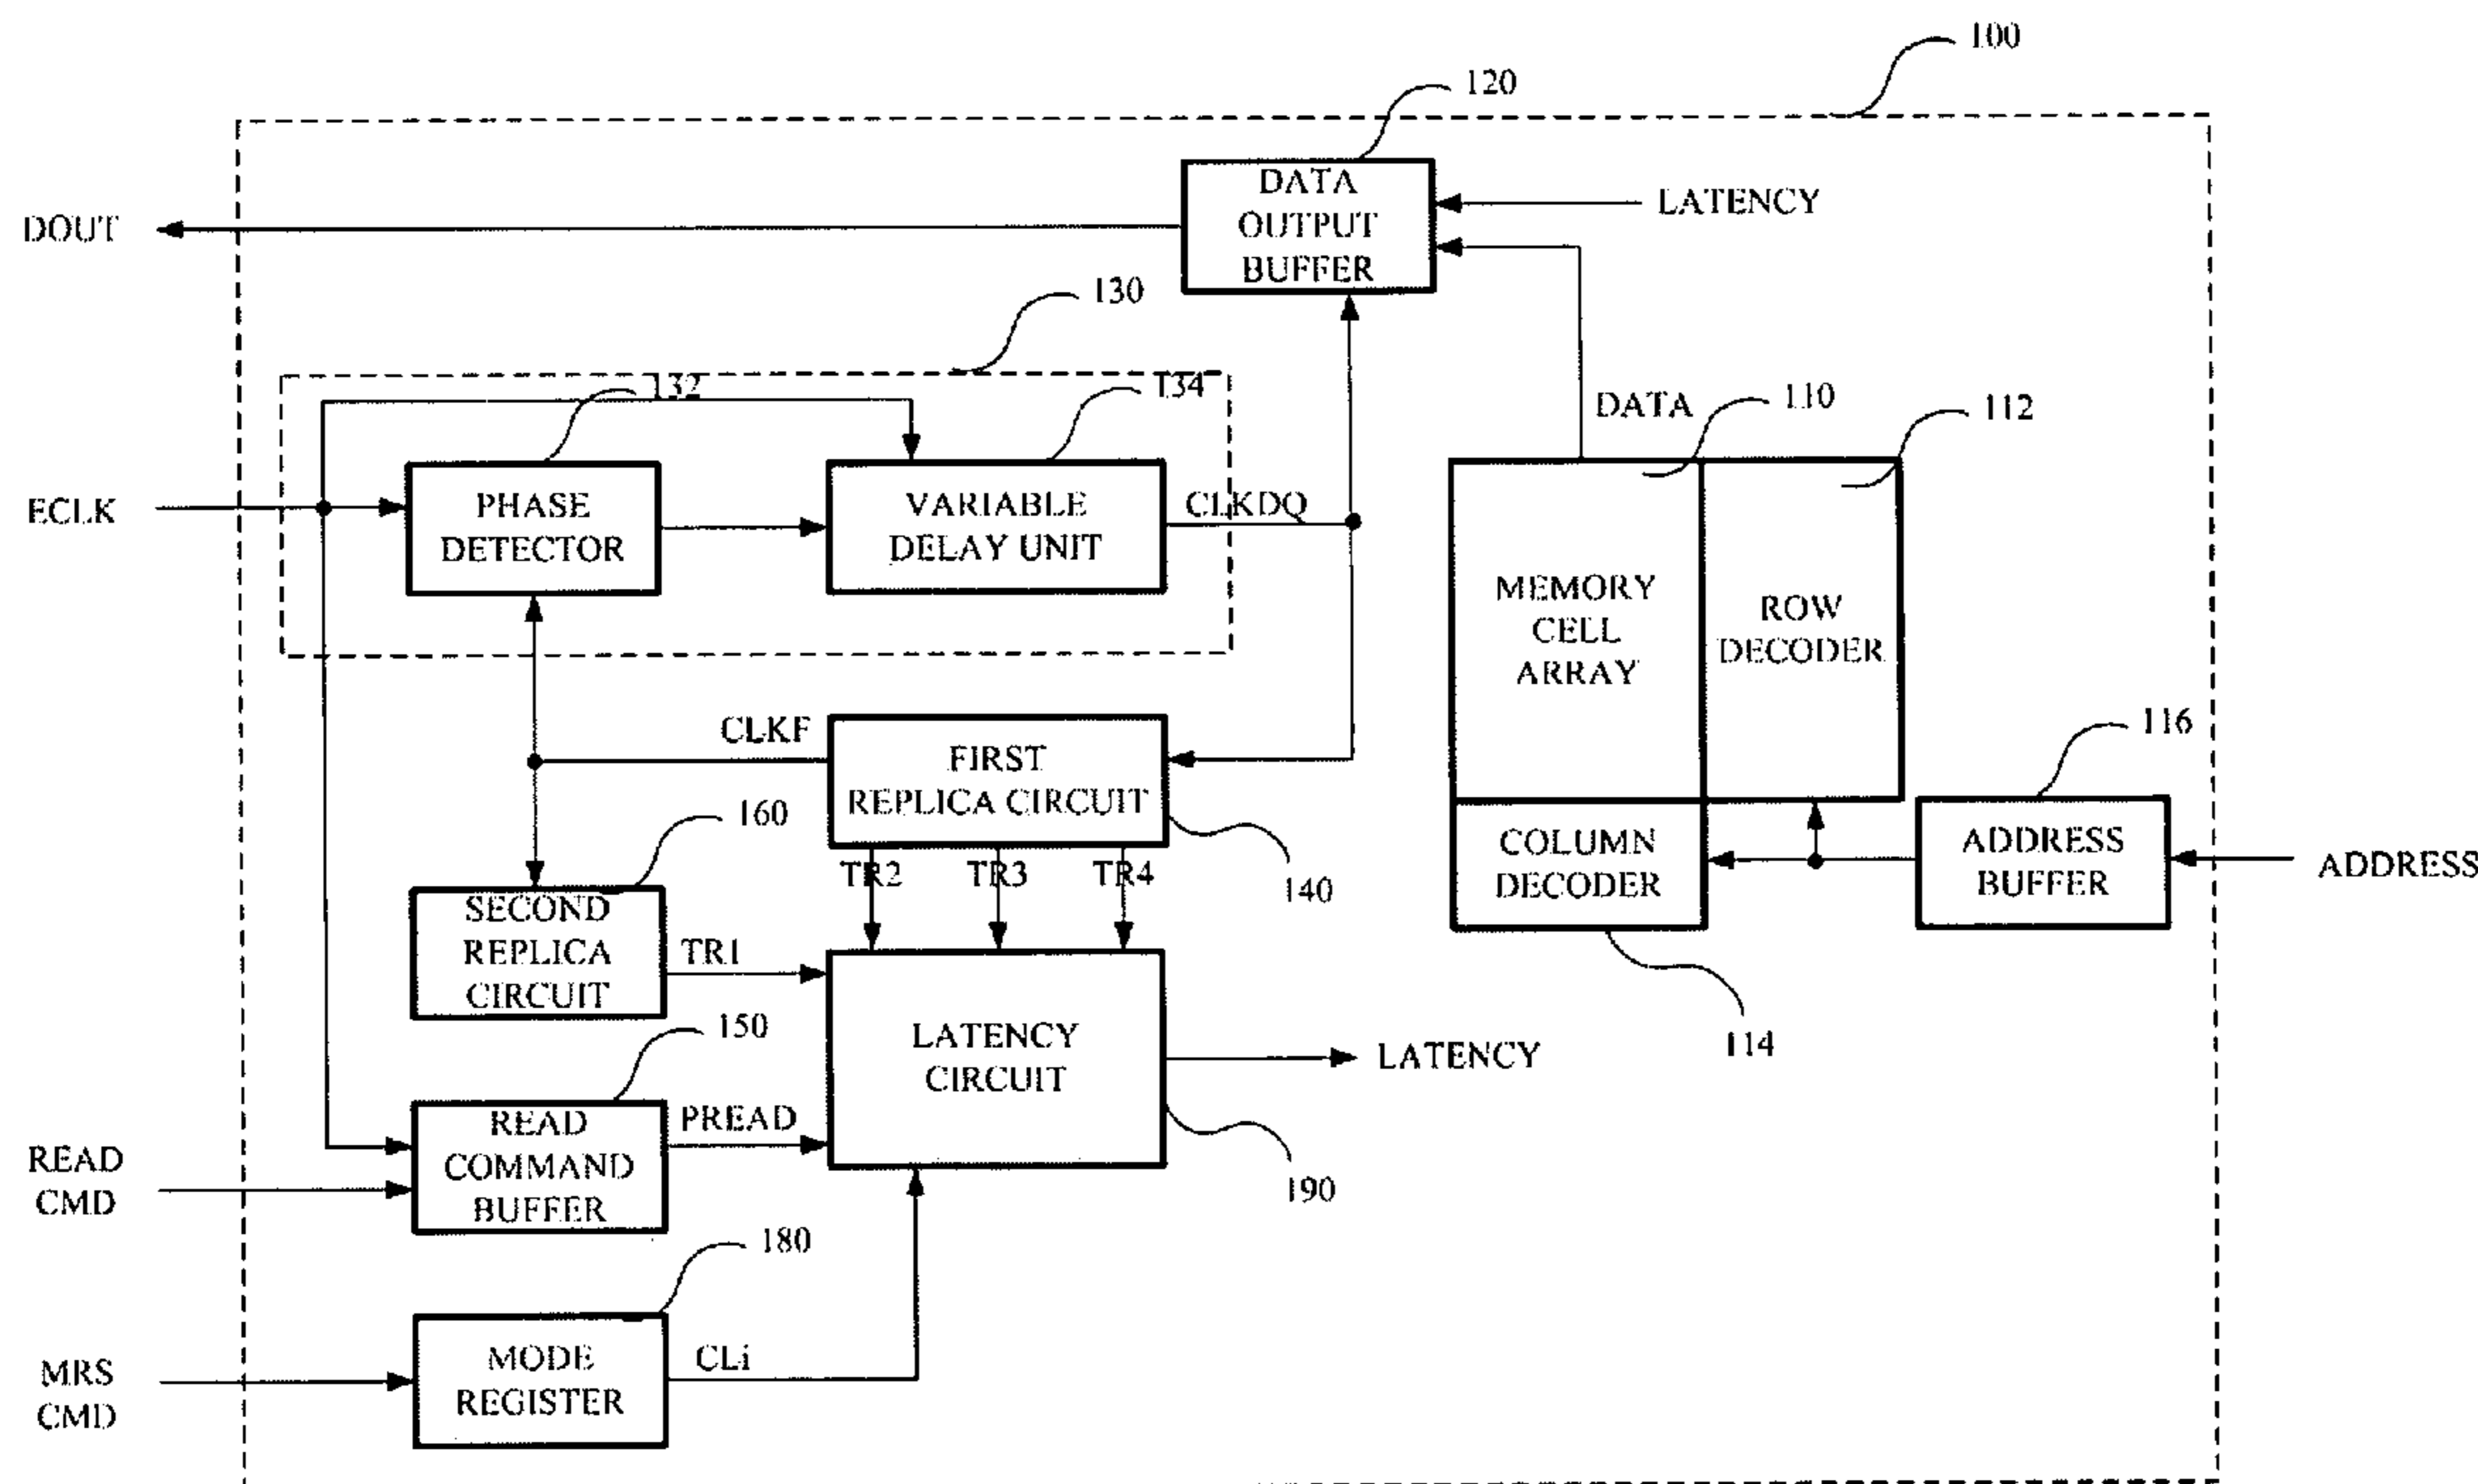 100
120
DATA
OUTPUT
BUFFER
LATENCY
DOUT
130
132
134
DATA
110
112
ECLK
PHASE
DETECTOR
VARIABLE
DELAY UNIT
CLKDQ
MEMORY
CELL
ARRAY
ROW
DECODER
CLKF
FIRST
REPLICA CIRCUIT
116
160
140
COLUMN
DECODER
ADDRESS
BUFFER
ADDRESS
TR2
TR3
TR4
SECOND
REPLICA
CIRCUIT
TR1
114
150
LATENCY
CIRCUIT
LATENCY
READ
COMMAND
BUFFER
PREAD
READ
CMD
190
180
MODE
REGISTER
CLi
MRS
CMD